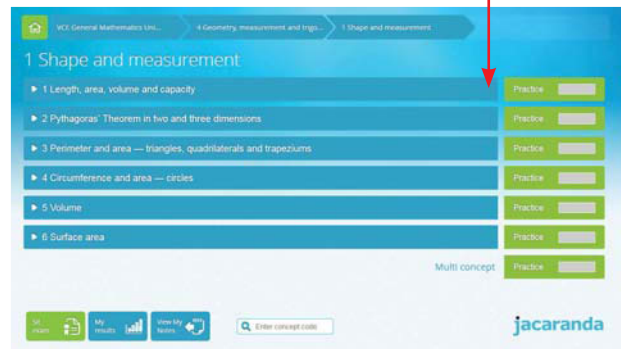 VCE General Mathematics Uni... 4 Geometry, measurement and trigo... 1 Shape and measurement
1 Shape and measurement
1 Length, area, volume and capacity Practice
2 Pythagoras' Theorem in two and three dimensions Practice
3 Perimeter and area — triangles, quadrilaterals and trapeziums Practice
4 Circumference and area — circles Practice
5 Volume Practice
6 Surface area Practice
Multi concept Practice
Sit exam
My results
View My Notes
Enter concept code
jacaranda